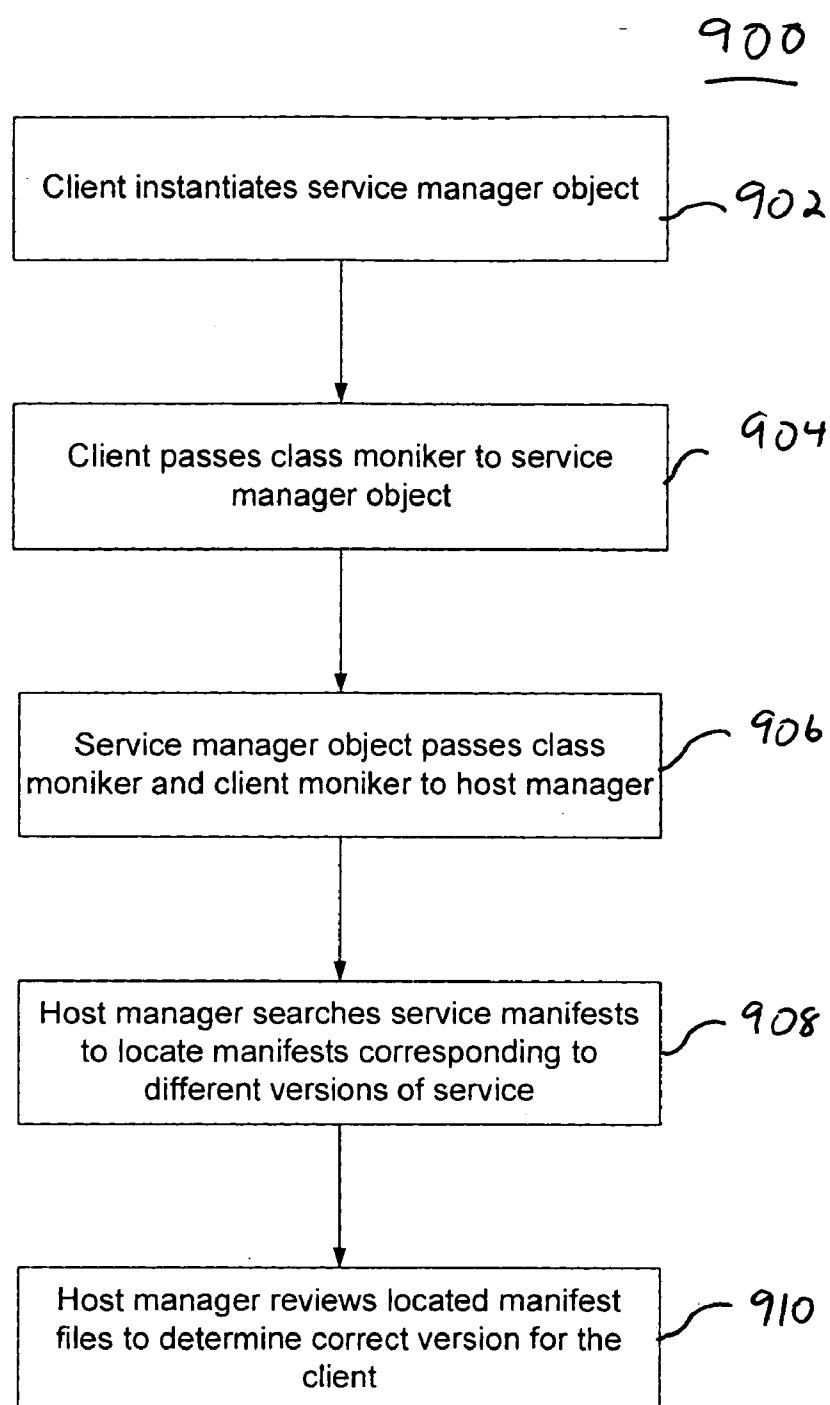 900
Client instantiates service manager object
902
Client passes class moniker to service
manager object
904
Service manager object passes class
moniker and client moniker to host manager
906
Host manager searches service manifests
to locate manifests corresponding to
different versions of service
908
Host manager reviews located manifest
files to determine correct version for the
client
910